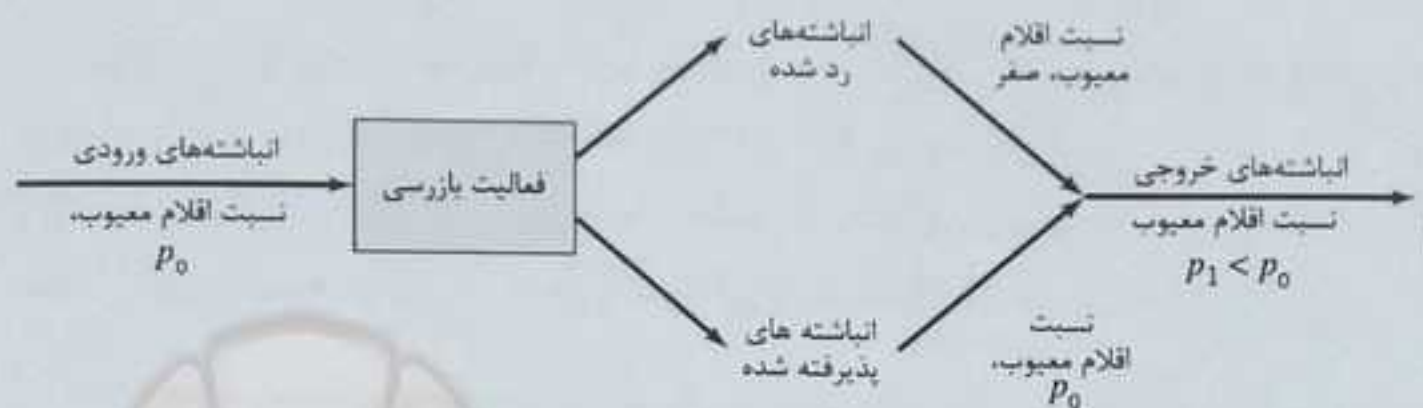 انباشته‌های ورودی
نسبت اقلام معیوب،
p₀
فعالیت بازرسی
انباشته‌های
رد شده
نسبت اقلام
معیوب، صفر
انباشته های
پذیرفته شده
نسبت
اقلام معیوب،
p₀
انباشته‌های خروجی
نسبت اقلام معیوب
p₁ < p₀